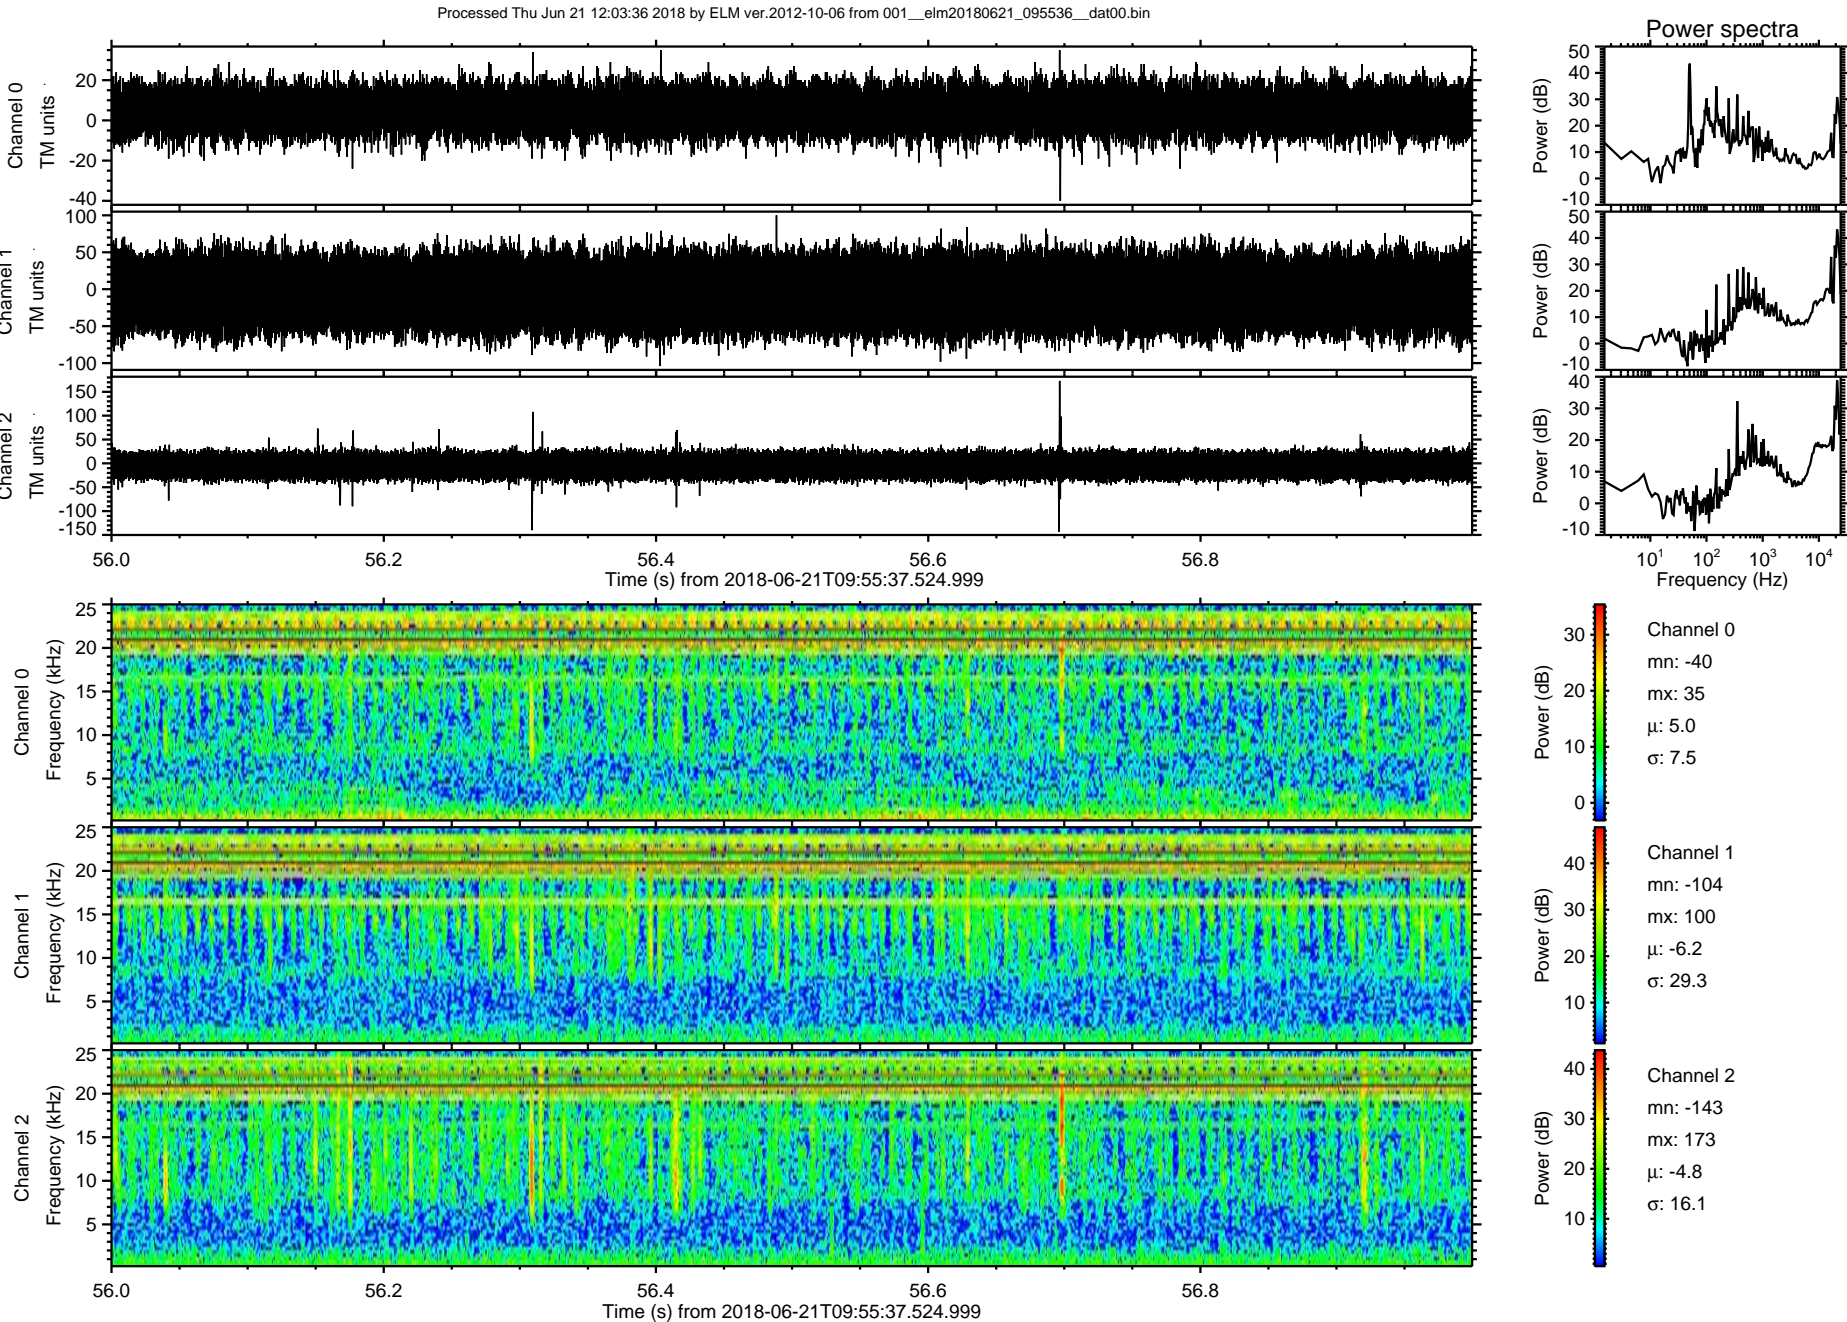 Processed Thu Jun 21 12:03:36 2018 by ELM ver.2012-10-06 from 001__elm20180621_095536__dat00.bin
Power spectra
Channel 0
TM units
20
0
-20
-40
Power (dB)
50
40
30
20
10
0
-10
Channel 1
TM units
100
50
0
-50
-100
Power (dB)
50
40
30
20
10
0
-10
Channel 2
TM units
150
100
50
0
-50
-100
-150
Power (dB)
40
30
20
10
0
-10
56.0 56.2 56.4 56.6 56.8
Time (s) from 2018-06-21T09:55:37.524.999
10^1 10^2 10^3 10^4
Frequency (Hz)
Channel 0
Frequency (kHz)
25
20
15
10
5
Power (dB)
30
20
10
0
Channel 0
mn: -40
mx: 35
μ: 5.0
σ: 7.5
Channel 1
Frequency (kHz)
25
20
15
10
5
Power (dB)
40
30
20
10
Channel 1
mn: -104
mx: 100
μ: -6.2
σ: 29.3
Channel 2
Frequency (kHz)
25
20
15
10
5
Power (dB)
40
30
20
10
Channel 2
mn: -143
mx: 173
μ: -4.8
σ: 16.1
56.0 56.2 56.4 56.6 56.8
Time (s) from 2018-06-21T09:55:37.524.999